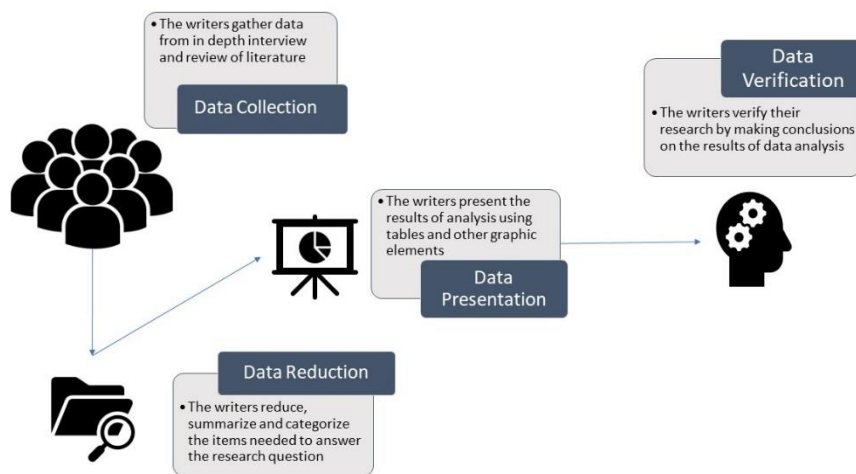 • The writers gather data
from in depth interview
and review of literature
Data Collection
Data Reduction
• The writers reduce,
summarize and categorize
the items needed to answer
the research question
• The writers present the
results of analysis using
tables and other graphic
elements
Data
Presentation
Data
Verification
• The writers verify their
research by making conclusions
on the results of data analysis